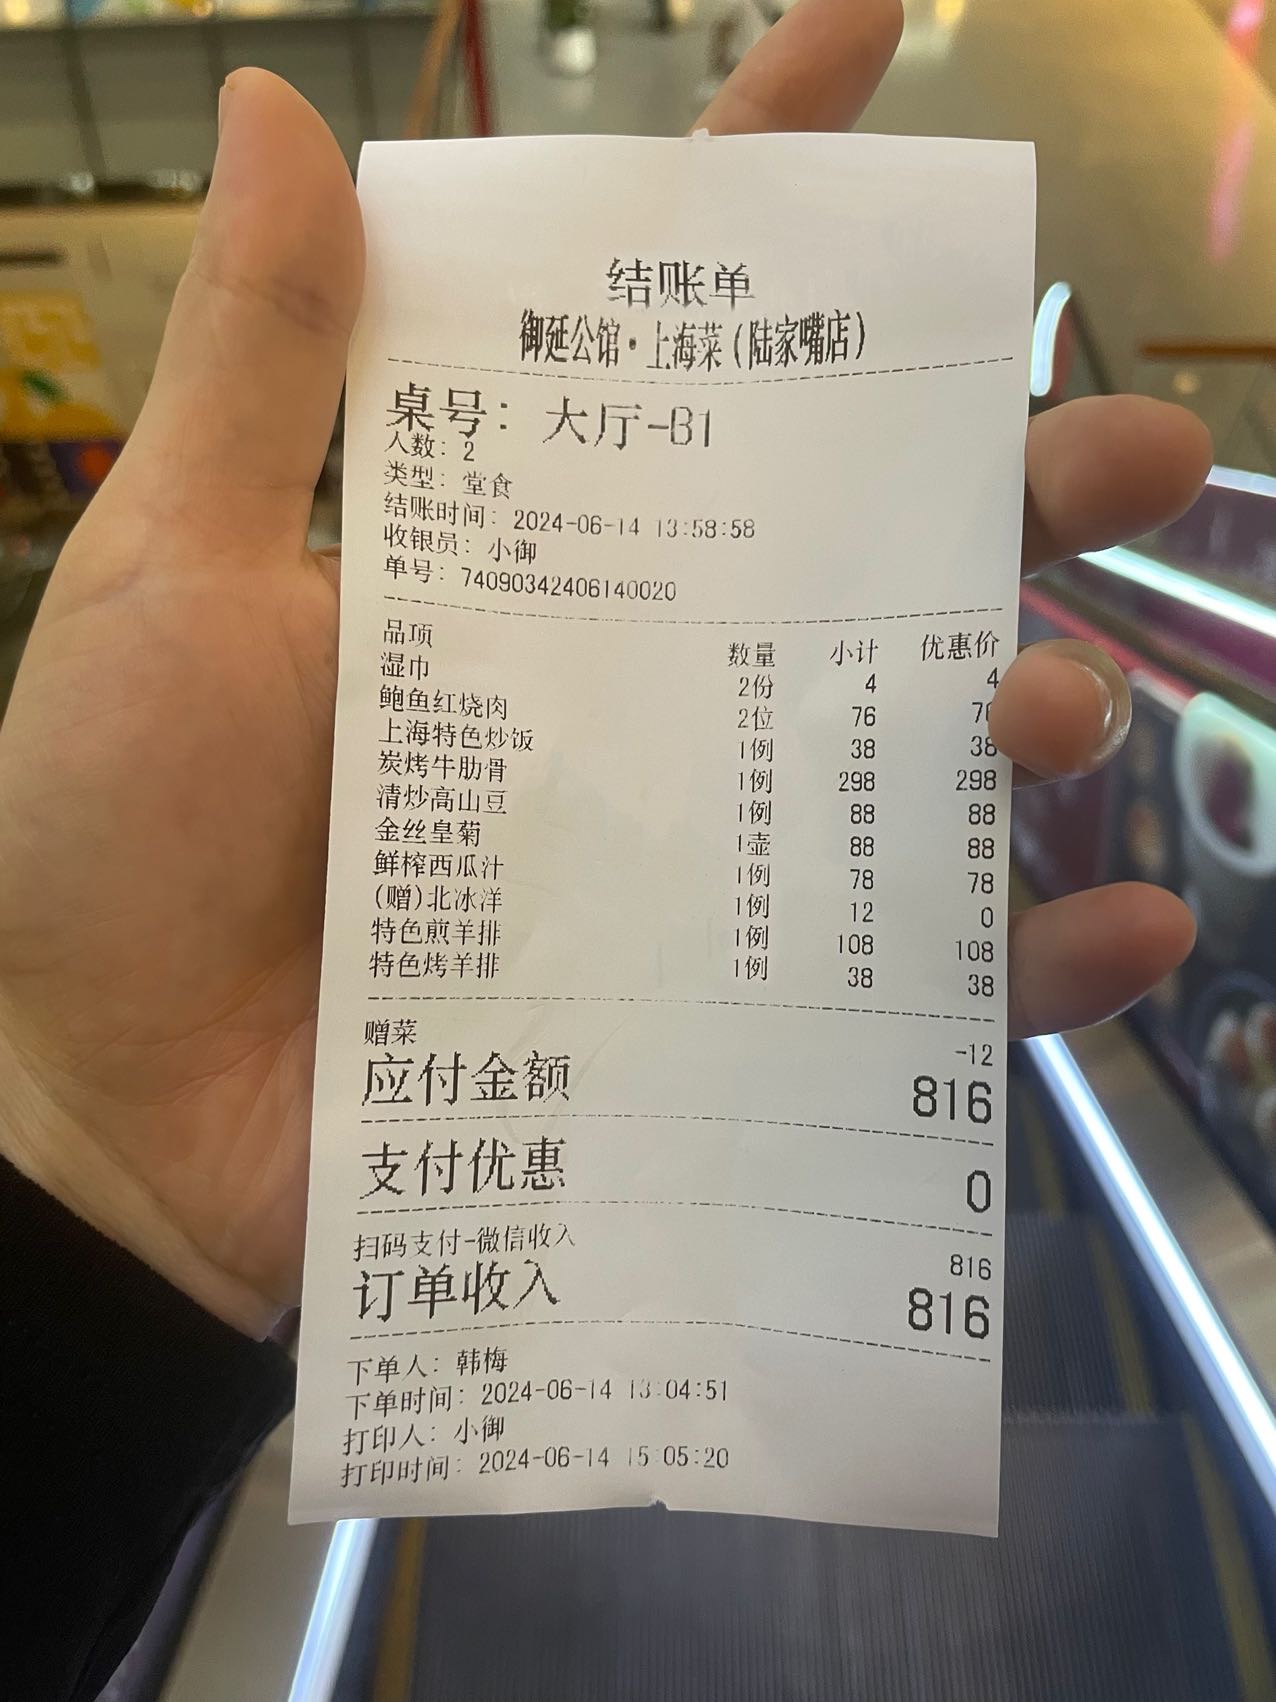 结账单
御延公馆·上海菜(陆家嘴店)
桌号: 大厅-B1
人数: 2
类型: 堂食
结账时间: 2024-06-14 13:58:58
收银员: 小御
单号: 74090342406140020
品项 数量 小计 优惠价
湿巾 2份 4 4
鲍鱼红烧肉 2位 76 76
上海特色炒饭 1例 38 38
炭烤牛肋骨 1例 298 298
清炒高山豆 1例 88 88
金丝皇菊 1壶 88 88
鲜榨西瓜汁 1例 78 78
(赠)北冰洋 1例 12 0
特色煎羊排 1例 108 108
特色烤羊排 1例 38 38
赠菜 -12
应付金额 816
支付优惠 0
扫码支付-微信收入 816
订单收入 816
下单人: 韩梅
下单时间: 2024-06-14 13:04:51
打印人: 小御
打印时间: 2024-06-14 15:05:20